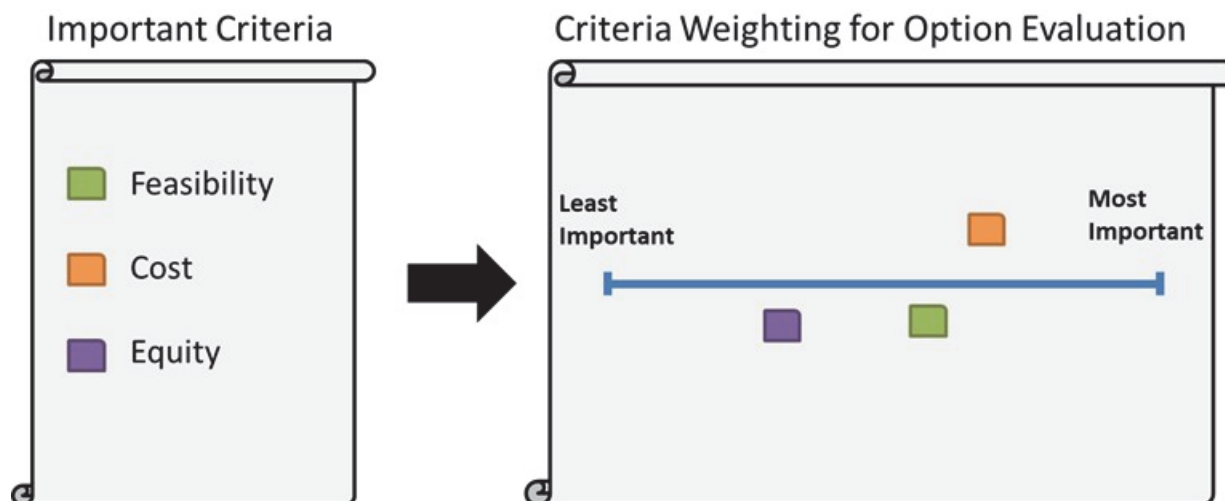 Important Criteria
Feasibility
Cost
Equity
Criteria Weighting for Option Evaluation
Least
Important
Most
Important